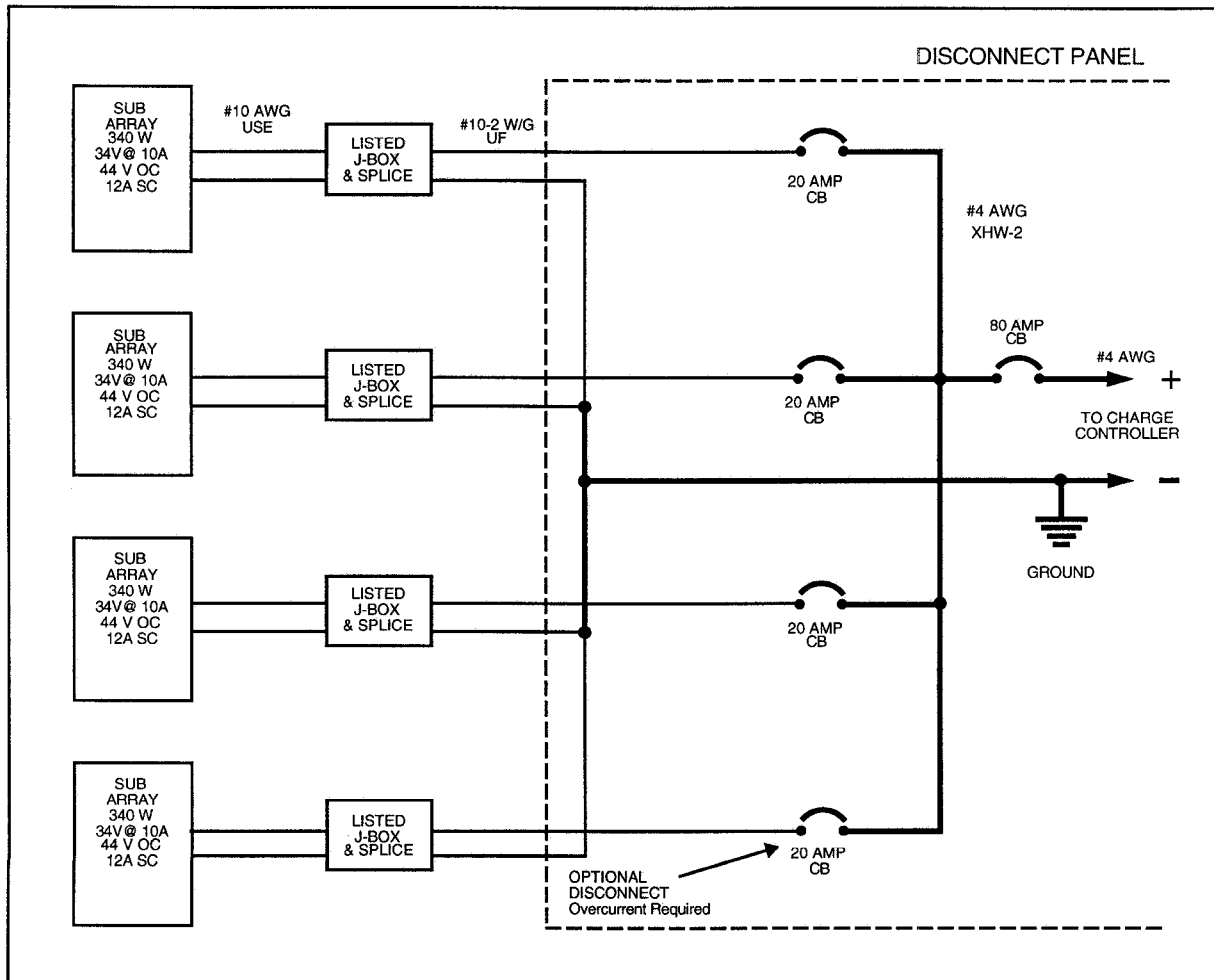 DISCONNECT PANEL
SUB
ARRAY
340 W
34V@ 10A
44 V OC
12A SC
#10 AWG
USE
LISTED
J-BOX
& SPLICE
#10-2 W/G
UF
20 AMP
CB
#4 AWG
XHW-2
SUB
ARRAY
340 W
34V@ 10A
44 V OC
12A SC
LISTED
J-BOX
& SPLICE
20 AMP
CB
80 AMP
CB
#4 AWG
+
TO CHARGE
CONTROLLER
–
GROUND
SUB
ARRAY
340 W
34V@ 10A
44 V OC
12A SC
LISTED
J-BOX
& SPLICE
20 AMP
CB
SUB
ARRAY
340 W
34V@ 10A
44 V OC
12A SC
LISTED
J-BOX
& SPLICE
20 AMP
CB
OPTIONAL
DISCONNECT
Overcurrent Required